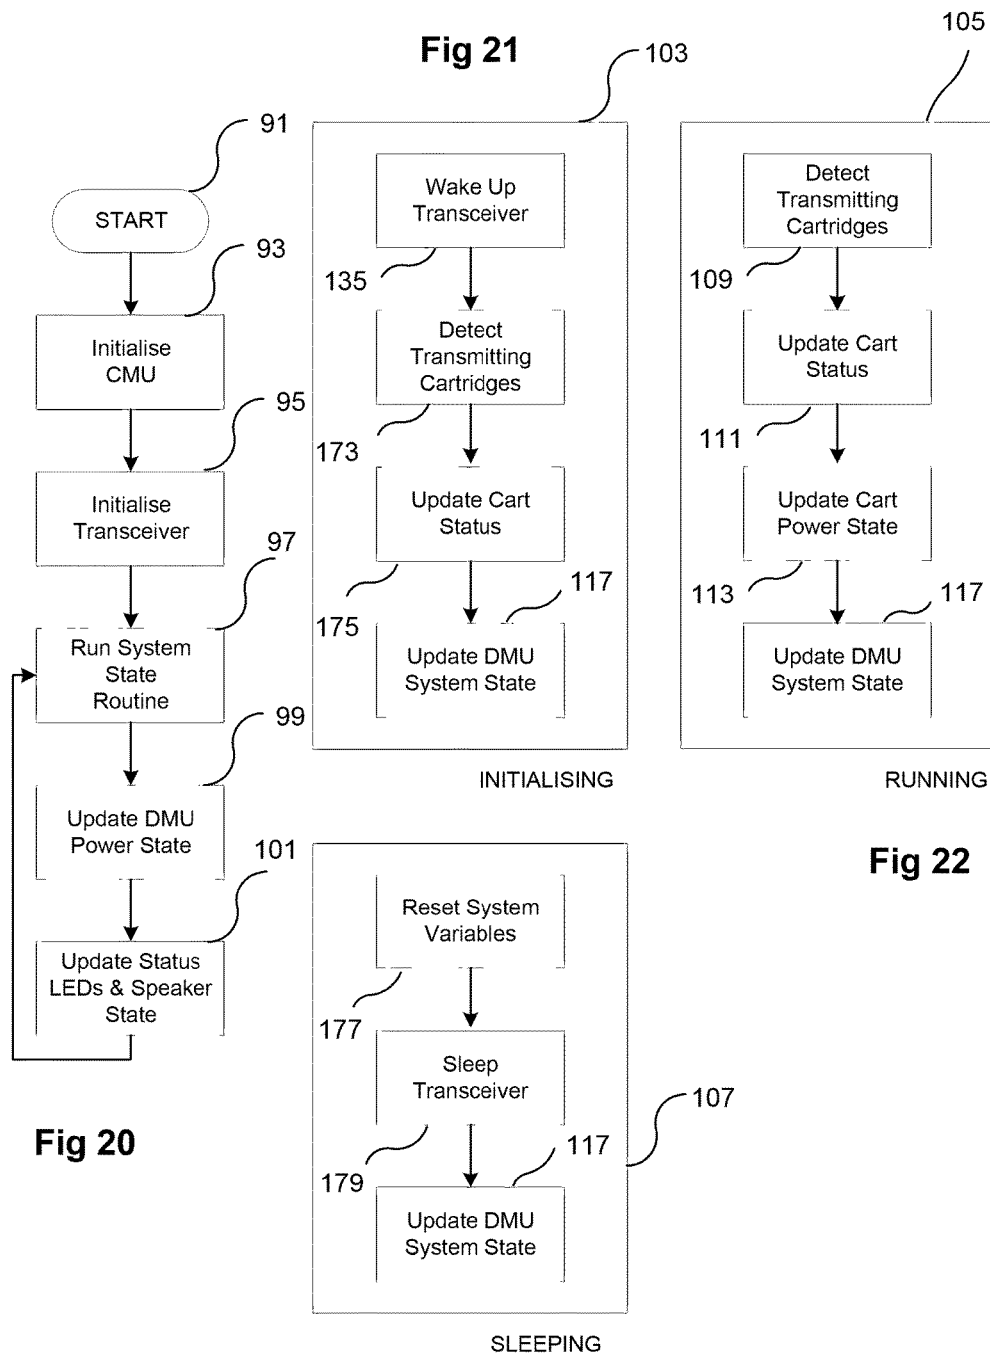 Fig 21
103
105
91
START
93
Initialise
CMU
95
Initialise
Transceiver
97
Run System
State
Routine
99
Update DMU
Power State
101
Update Status
LEDs & Speaker
State
Fig 20
Wake Up
Transceiver
135
Detect
Transmitting
Cartridges
173
Update Cart
Status
175
117
Update DMU
System State
INITIALISING
Detect
Transmitting
Cartridges
109
Update Cart
Status
111
Update Cart
Power State
113
117
Update DMU
System State
RUNNING
Fig 22
Reset System
Variables
177
Sleep
Transceiver
107
179
117
Update DMU
System State
SLEEPING